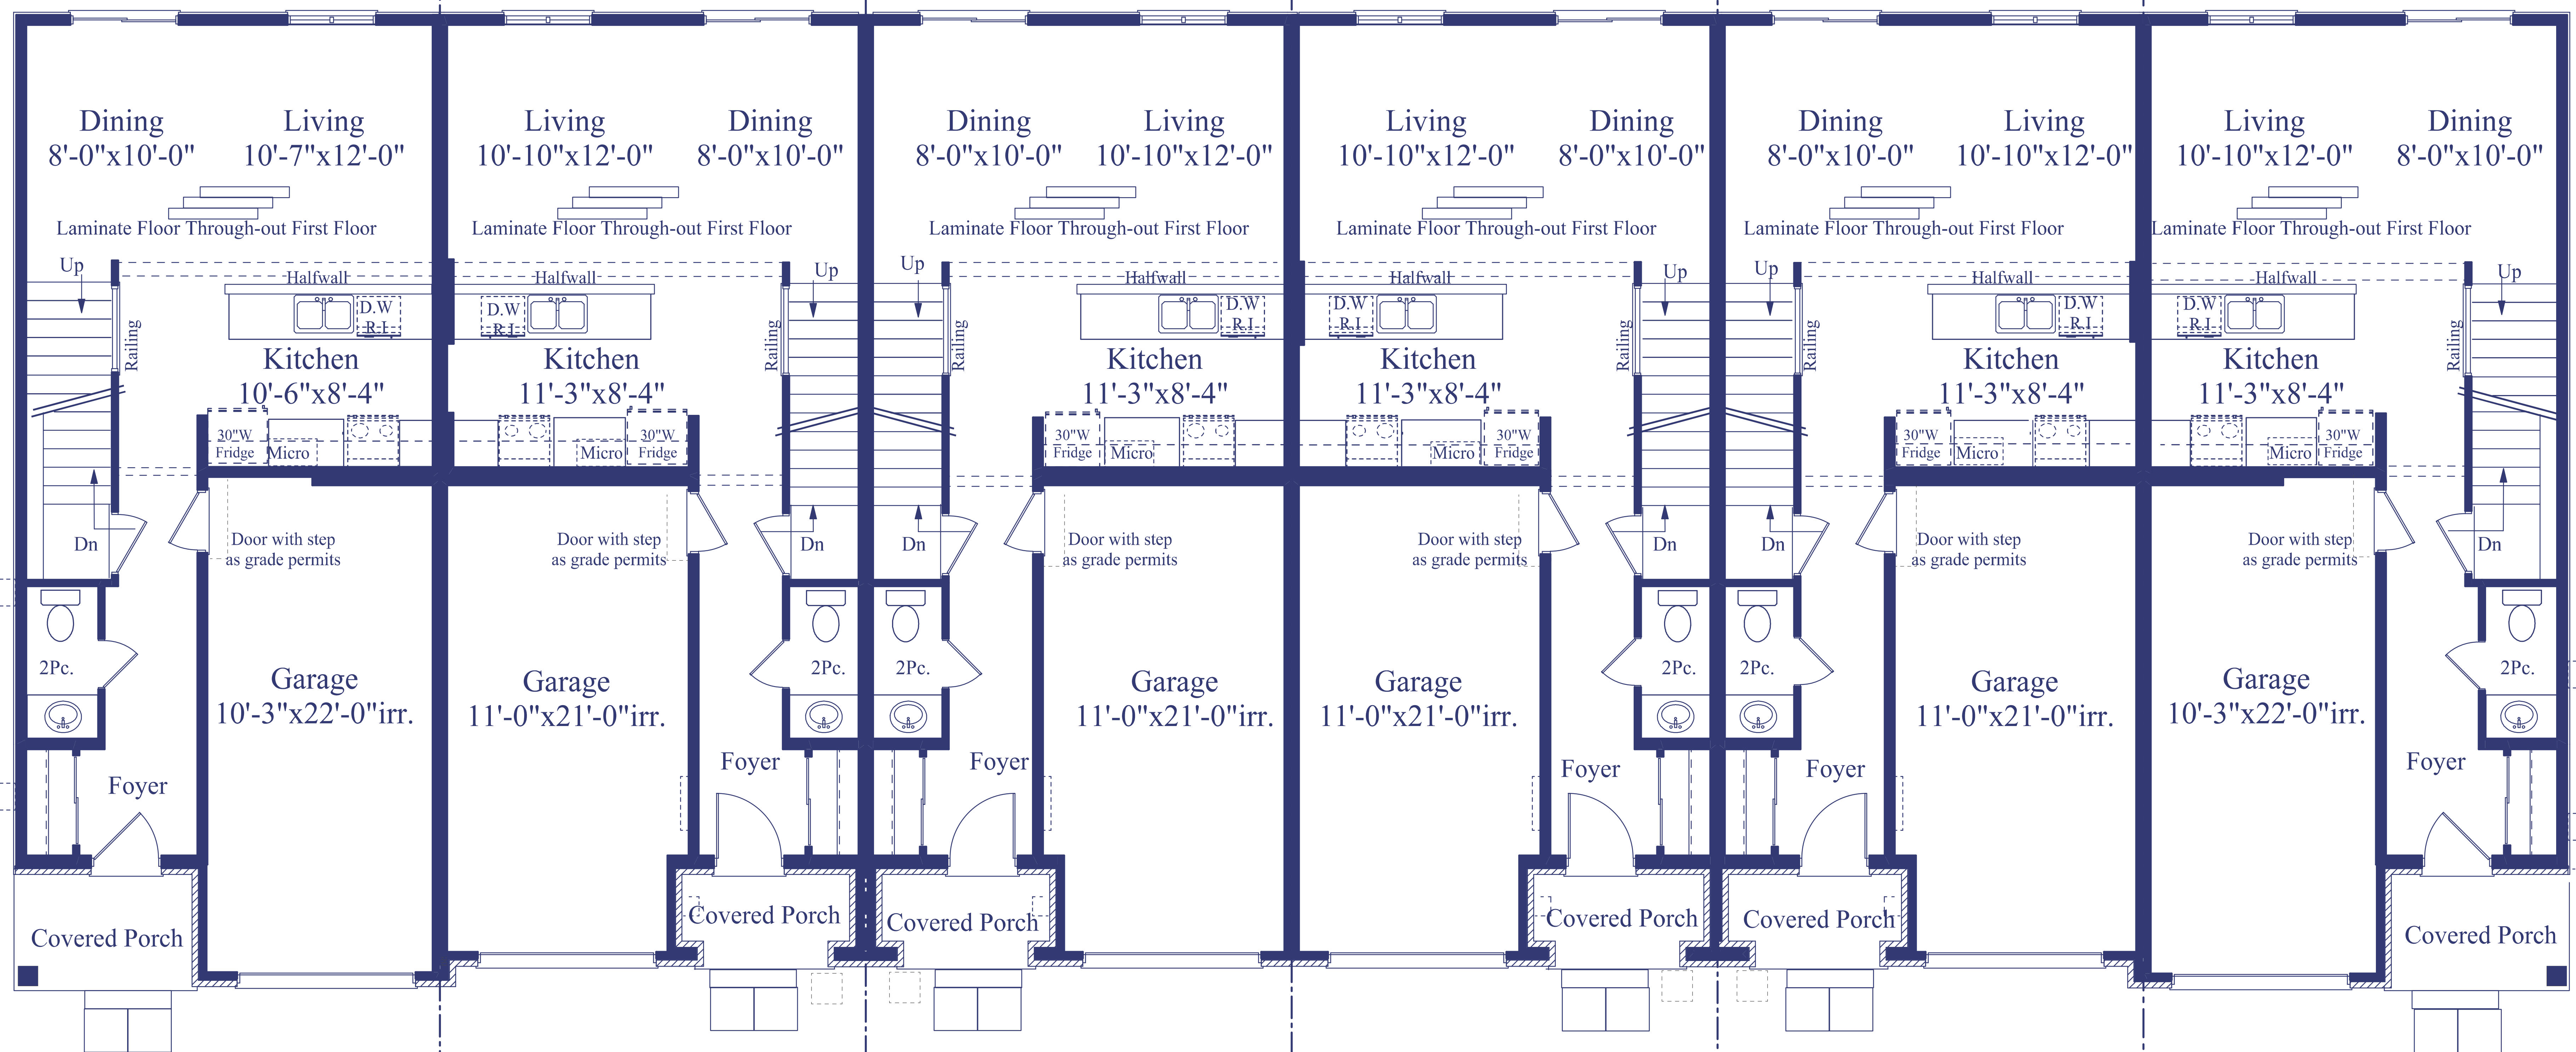 Dining
8'-0"x10'-0"
Living
10'-7"x12'-0"
Laminate Floor Through-out First Floor
Up
Halfwall
D.W
R.I
Railing
Kitchen
10'-6"x8'-4"
30"W
Fridge
Micro
Dn
Door with step
as grade permits
2Pc.
Garage
10'-3"x22'-0"irr.
Foyer
Covered Porch
Living
10'-10"x12'-0"
Dining
8'-0"x10'-0"
Laminate Floor Through-out First Floor
Halfwall
Up
D.W
R.I
Railing
Kitchen
11'-3"x8'-4"
Micro
30"W
Fridge
Door with step
as grade permits
Dn
2Pc.
Garage
11'-0"x21'-0"irr.
Foyer
Covered Porch
Dining
8'-0"x10'-0"
Living
10'-10"x12'-0"
Laminate Floor Through-out First Floor
Up
Halfwall
D.W
R.I
Railing
Kitchen
11'-3"x8'-4"
30"W
Fridge
Micro
Dn
Door with step
as grade permits
2Pc.
Garage
11'-0"x21'-0"irr.
Foyer
Covered Porch
Living
10'-10"x12'-0"
Dining
8'-0"x10'-0"
Laminate Floor Through-out First Floor
Halfwall
Up
D.W
R.I
Railing
Kitchen
11'-3"x8'-4"
Micro
30"W
Fridge
Door with step
as grade permits
Dn
2Pc.
Garage
11'-0"x21'-0"irr.
Foyer
Covered Porch
Dining
8'-0"x10'-0"
Living
10'-10"x12'-0"
Laminate Floor Through-out First Floor
Up
Halfwall
D.W
R.I
Railing
Kitchen
11'-3"x8'-4"
30"W
Fridge
Micro
Dn
Door with step
as grade permits
2Pc.
Garage
11'-0"x21'-0"irr.
Foyer
Covered Porch
Living
10'-10"x12'-0"
Dining
8'-0"x10'-0"
Laminate Floor Through-out First Floor
Halfwall
Up
D.W
R.I
Railing
Kitchen
11'-3"x8'-4"
Micro
30"W
Fridge
Door with step
as grade permits
Dn
2Pc.
Garage
10'-3"x22'-0"irr.
Foyer
Covered Porch